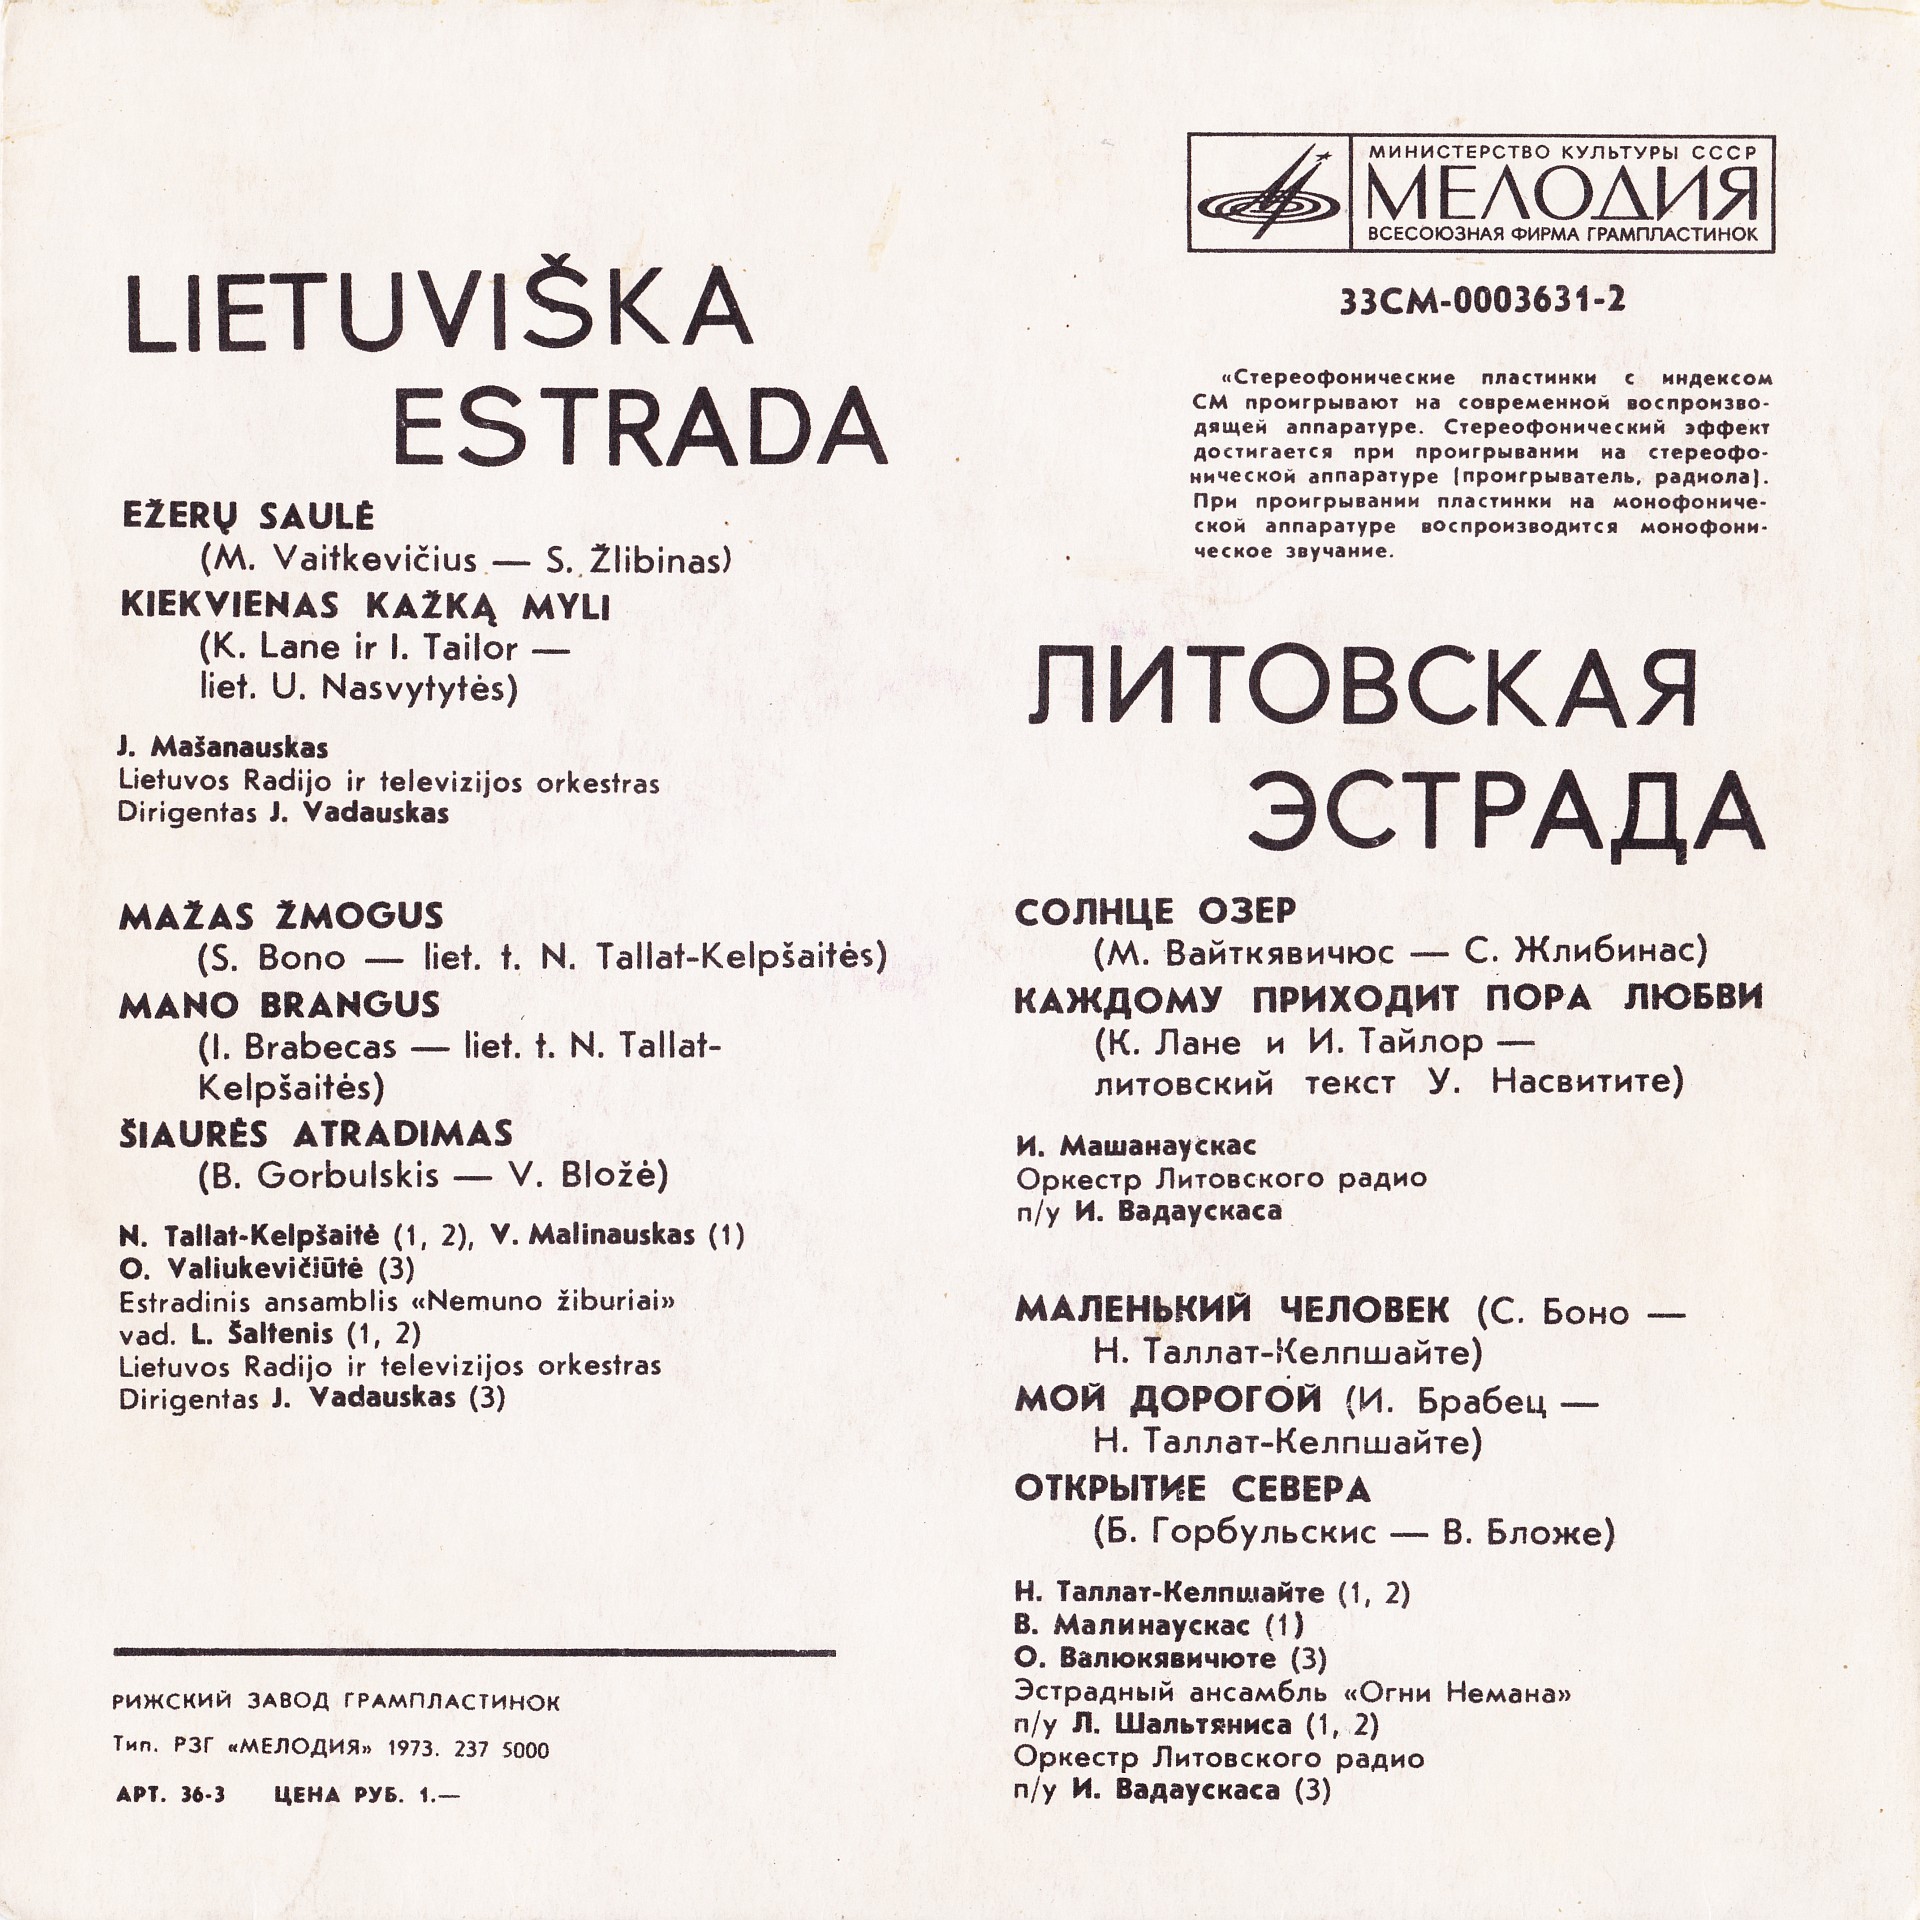 LIETUVIŠKA
ESTRADA
EŽERŲ SAULĖ
(M. Vaitkevičius — S. Žlibinas)
KIEKVIENAS KAŽKĄ MYLI
(K. Lane ir I. Tailor —
liet. U. Nasvytytės)
J. Mašanauskas
Lietuvos Radijo ir televizijos orkestras
Dirigentas J. Vadauskas
MAŽAS ŽMOGUS
(S. Bono — liet. t. N. Tallat-Kelpšaitės)
MANO BRANGUS
(I. Brabecas — liet. t. N. Tallat-
Kelpšaitės)
ŠIAURĖS ATRADIMAS
(B. Gorbulskis — V. Bložė)
N. Tallat-Kelpšaitė (1, 2), V. Malinauskas (1)
O. Valiukevičiūtė (3)
Estradinis ansamblis «Nemuno žiburiai»
vad. L. Šaltenis (1, 2)
Lietuvos Radijo ir televizijos orkestras
Dirigentas J. Vadauskas (3)
РИЖСКИЙ ЗАВОД ГРАМПЛАСТИНОК
Тип. РЗГ «МЕЛОДИЯ» 1973. 237 5000
АРТ. 36-3 ЦЕНА РУБ. 1.—
МИНИСТЕРСТВО КУЛЬТУРЫ СССР
МЕЛОДИЯ
ВСЕСОЮЗНАЯ ФИРМА ГРАМПЛАСТИНОК
33СМ-0003631-2
«Стереофонические пластинки с индексом
СМ проигрывают на современной воспроизво-
дящей аппаратуре. Стереофонический эффект
достигается при проигрывании на стереофо-
нической аппаратуре (проигрыватель, радиола).
При проигрывании пластинки на монофониче-
ской аппаратуре воспроизводится монофони-
ческое звучание.
ЛИТОВСКАЯ
ЭСТРАДА
СОЛНЦЕ ОЗЕР
(М. Вайткявичюс — С. Жлибинас)
КАЖДОМУ ПРИХОДИТ ПОРА ЛЮБВИ
(К. Лане и И. Тайлор —
литовский текст У. Насвитите)
И. Машанаускас
Оркестр Литовского радио
п/у И. Вадаускаса
МАЛЕНЬКИЙ ЧЕЛОВЕК (С. Боно —
Н. Таллат-Келпшайте)
МОЙ ДОРОГОЙ (И. Брабец —
Н. Таллат-Келпшайте)
ОТКРЫТИЕ СЕВЕРА
(Б. Горбульскис — В. Бложе)
Н. Таллат-Келпшайте (1, 2)
В. Малинаускас (1)
О. Валюкявичюте (3)
Эстрадный ансамбль «Огни Немана»
п/у Л. Шальтяниса (1, 2)
Оркестр Литовского радио
п/у И. Вадаускаса (3)